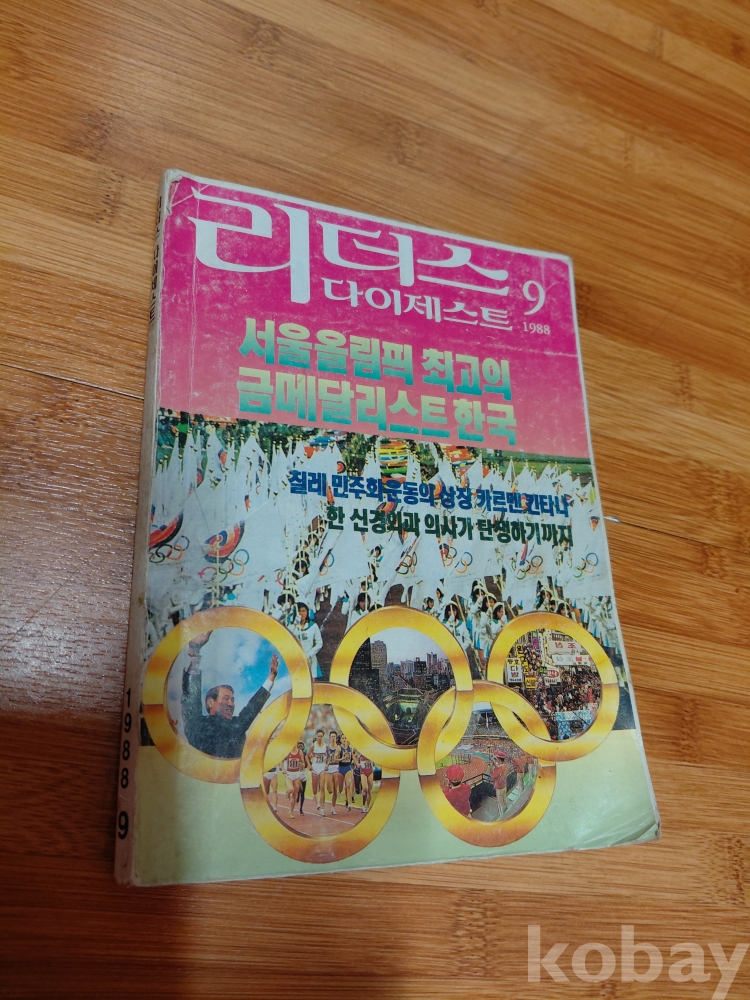 리더스
다이제스트
9
1988
서울올림픽 최고의
금메달리스트 한국
칠레 민주화운동의 상징 카르멘 킨타나
한 신경외과 의사가 탄생하기까지
1988 9
kobay